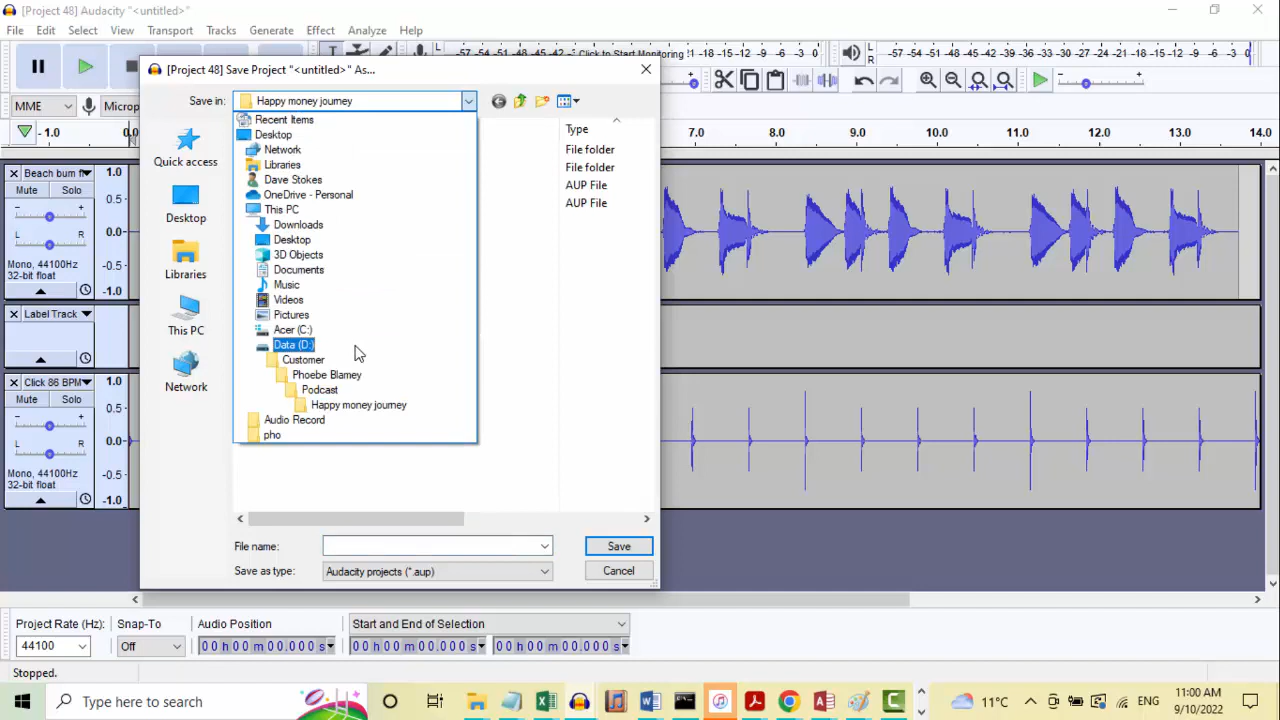 [Project 48] Audacity "<untitled>"
File Edit Select View Transport Tracks Generate Effect Analyze Help
-57 -54 -51 -48 -45 -42 Click to Start Monitoring -18 -15 -12 -9 -6 -3 0
-57 -54 -51 -48 -45 -42 -39 -36 -33 -30 -27 -24 -21 -18 -15 -12 -9 -6 -3 0
L
R
MME
Microp
-1.0 0.0 7.0 8.0 9.0 10.0 11.0 12.0 13.0 14.0
Beach bum f
Mute Solo
- +
L R
Mono, 44100Hz
32-bit float
1.0
0.5
0.0
-0.5
-1.0
Label Track
Click 86 BPM
Mute Solo
- +
L R
Mono, 44100Hz
32-bit float
1.0
0.5
0.0
-0.5
-1.0
[Project 48] Save Project "<untitled>" As...
Save in: Happy money journey
Quick access
Desktop
Libraries
This PC
Network
Recent Items
Desktop
Network
Libraries
Dave Stokes
OneDrive - Personal
This PC
Downloads
Desktop
3D Objects
Documents
Music
Videos
Pictures
Acer (C:)
Data (D:)
Customer
Phoebe Blamey
Podcast
Happy money journey
Audio Record
pho
Type
File folder
File folder
AUP File
AUP File
File name: Save
Save as type: Audacity projects (*.aup) Cancel
Project Rate (Hz): Snap-To Audio Position Start and End of Selection
44100 Off 00 h 00 m 00.000 s 00 h 00 m 00.000 s 00 h 00 m 00.000 s
Stopped.
Type here to search
11°C ENG
11:00 AM
9/10/2022